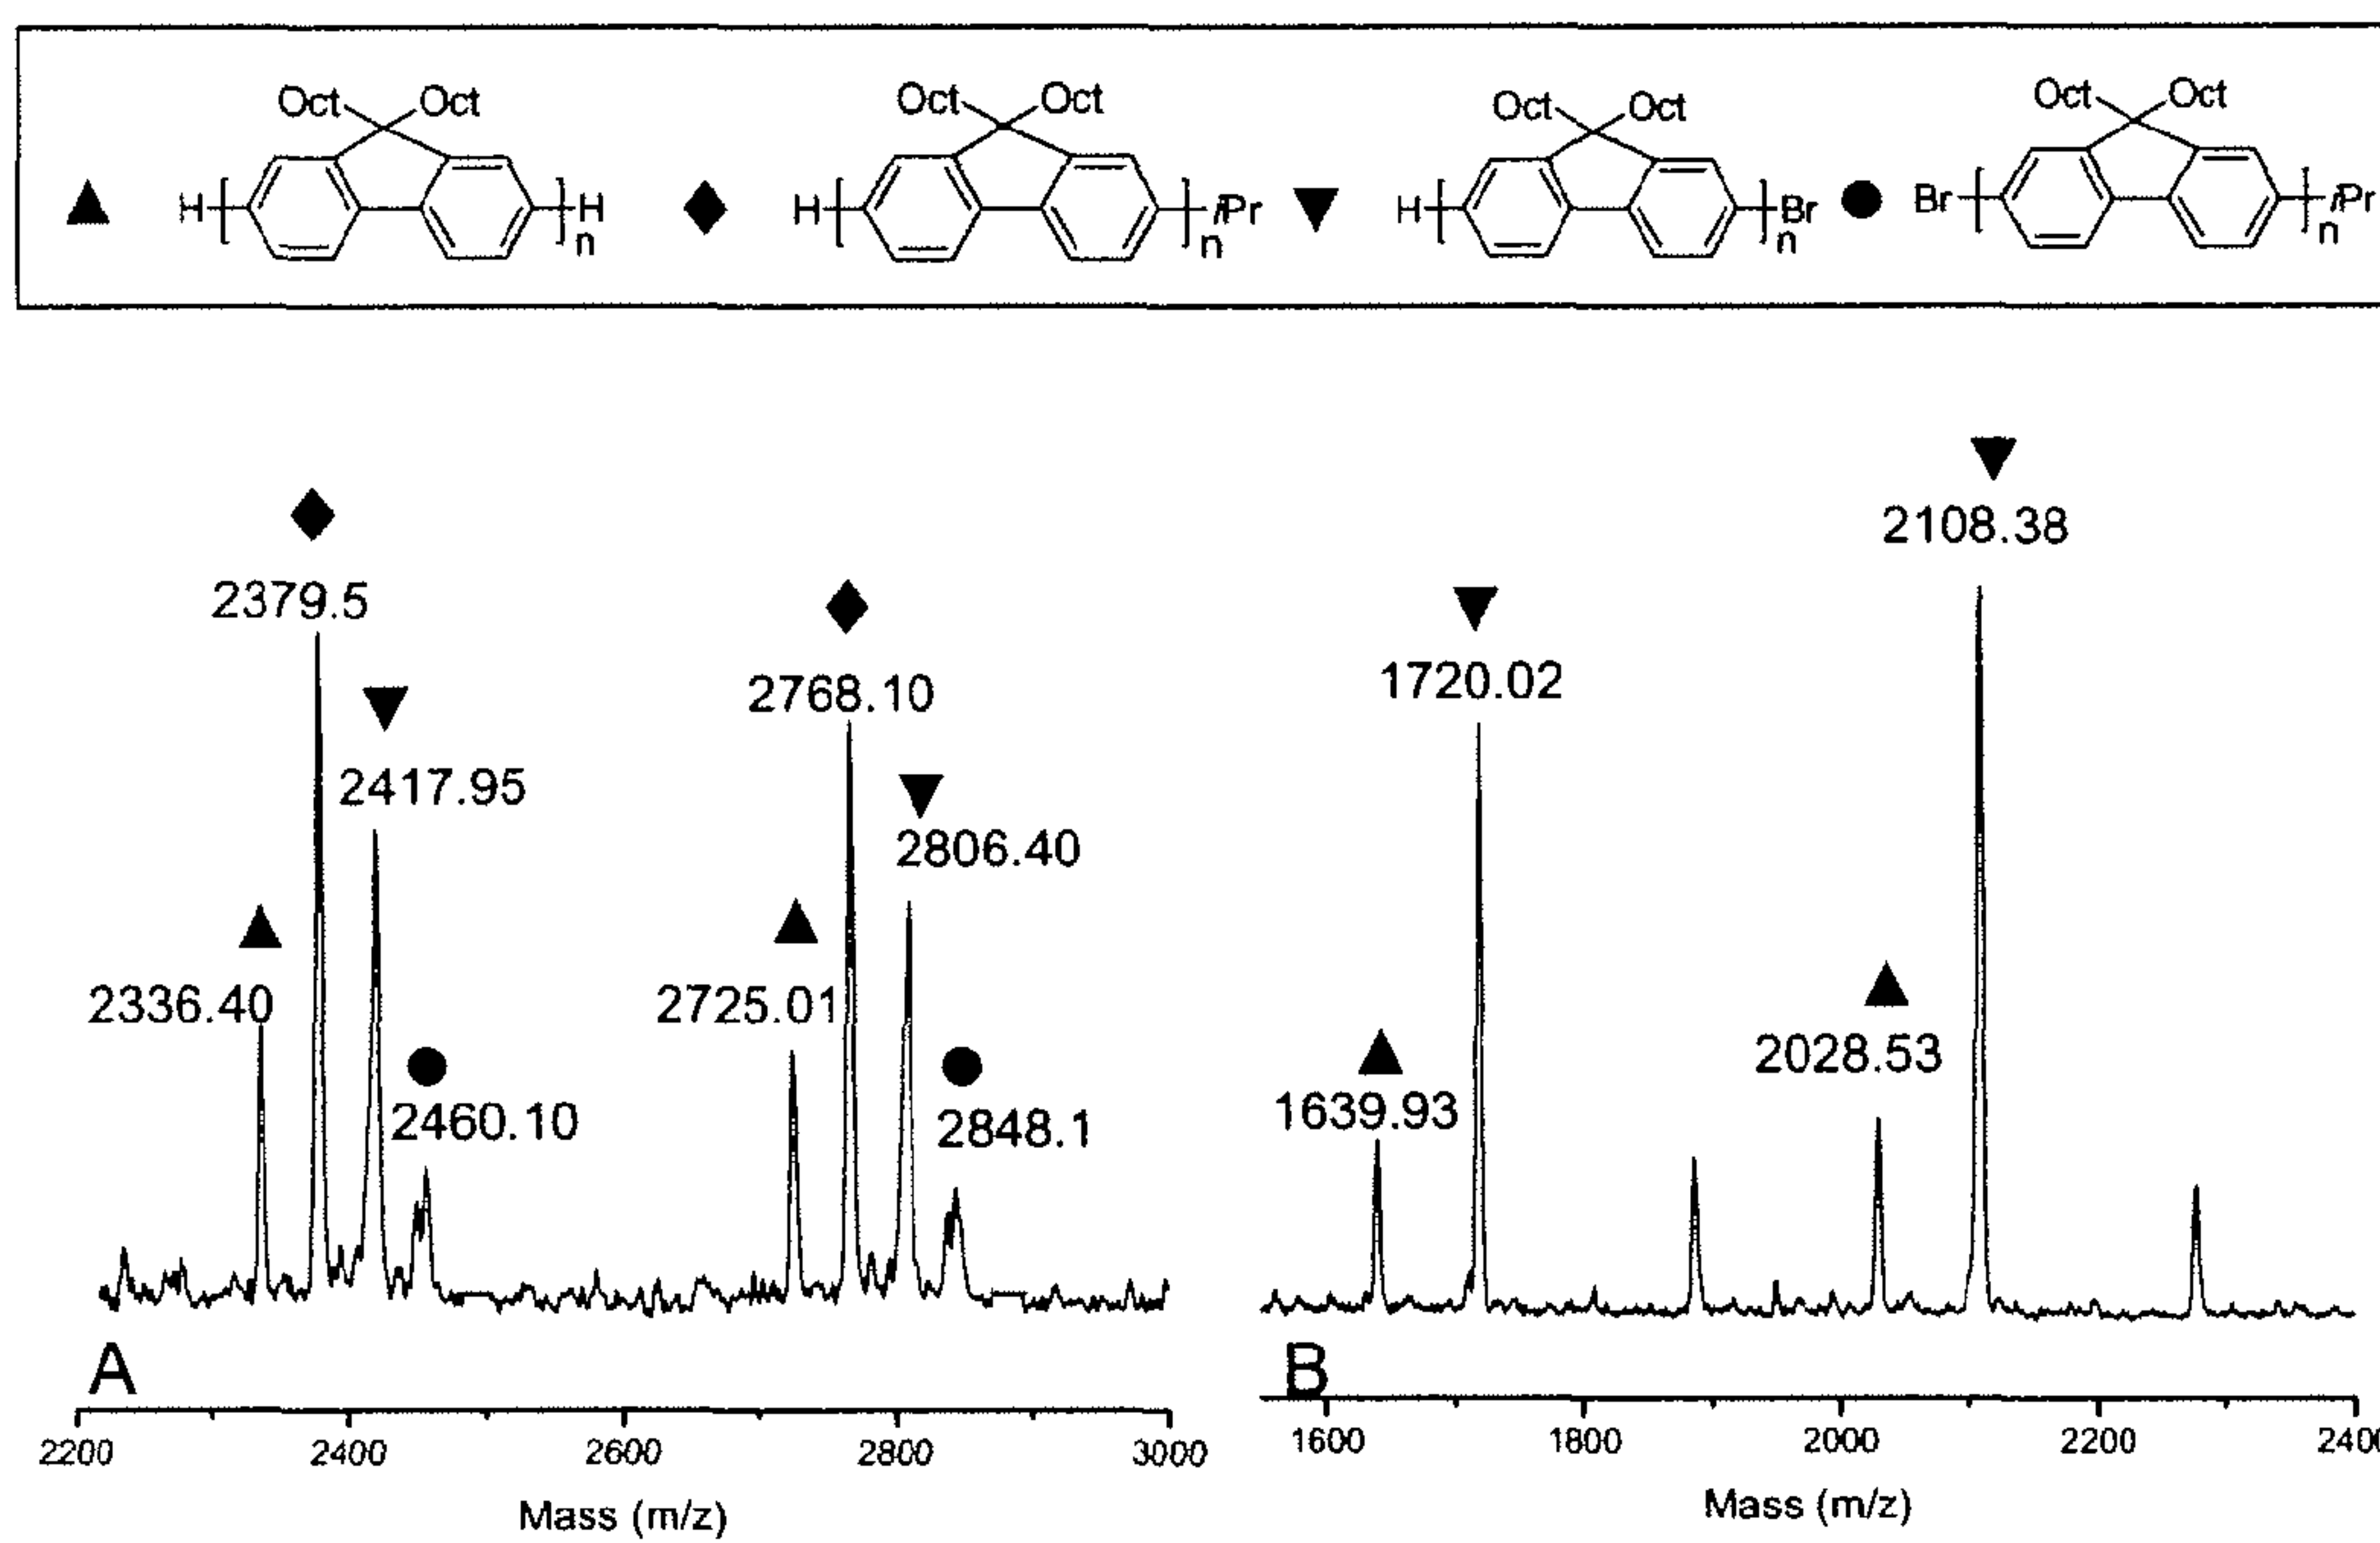 Oct Oct Oct Oct Oct Oct Oct Oct
H H n H iPr n H Br n Br iPr n
2108.38
2379.5
1720.02
2768.10
2417.95
2806.40
2336.40
2725.01
2028.53
2460.10
2848.1
1639.93
A
B
2200 2400 2600 2800 3000
1600 1800 2000 2200
Mass (m/z)
Mass (m/z)